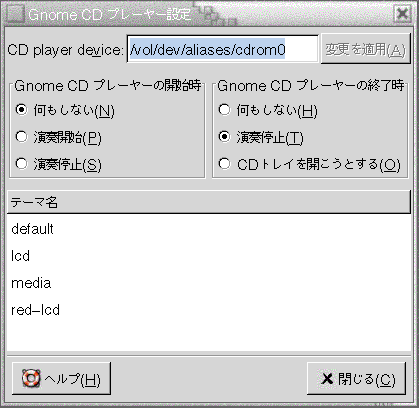 Gnome CD プレーヤー設定
CD player device: /vol/dev/aliases/cdrom0 変更を適用(A)
Gnome CD プレーヤーの開始時 Gnome CD プレーヤーの終了時
何もしない(N) 何もしない(H)
演奏開始(P) 演奏停止(T)
演奏停止(S) CDトレイを開こうとする(O)
テーマ名
default
lcd
media
red-lcd
ヘルプ(H) 閉じる(C)